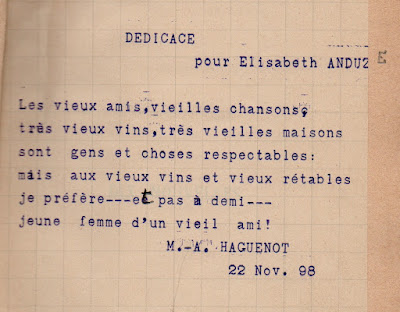 DEDICACE
pour Elisabeth ANDUZ
Les vieux amis,vieilles chansons,
très vieux vins,très vieilles maisons
sont gens et choses respectables:
mais aux vieux vins et vieux rétables
je préfère---et pas à demi---
jeune femme d'un vieil ami!
M.-A. HAGUENOT
22 Nov. 98